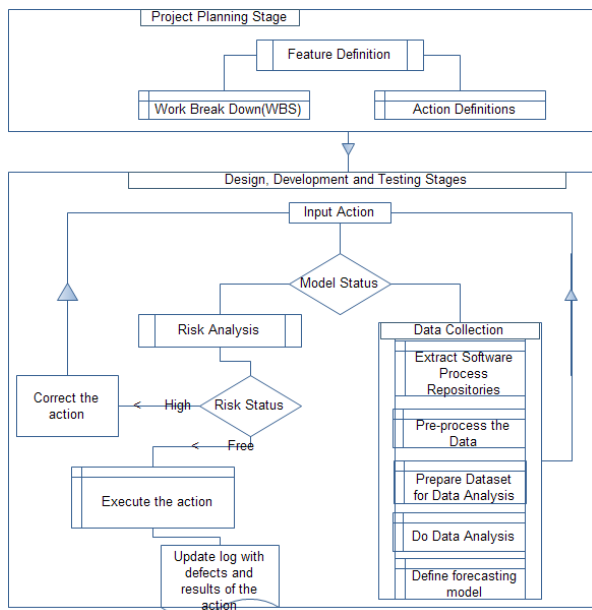 Project Planning Stage
Feature Definition
Work Break Down(WBS)
Action Definitions
Design, Development and Testing Stages
Input Action
Model Status
Risk Analysis
Data Collection
Extract Software
Process
Repositories
Correct the
action
< High
Risk Status
Pre-process the
Data
< Free
Prepare Dataset
for Data Analysis
Execute the action
Do Data Analysis
Update log with
defects and
results of the
action
Define forecasting
model